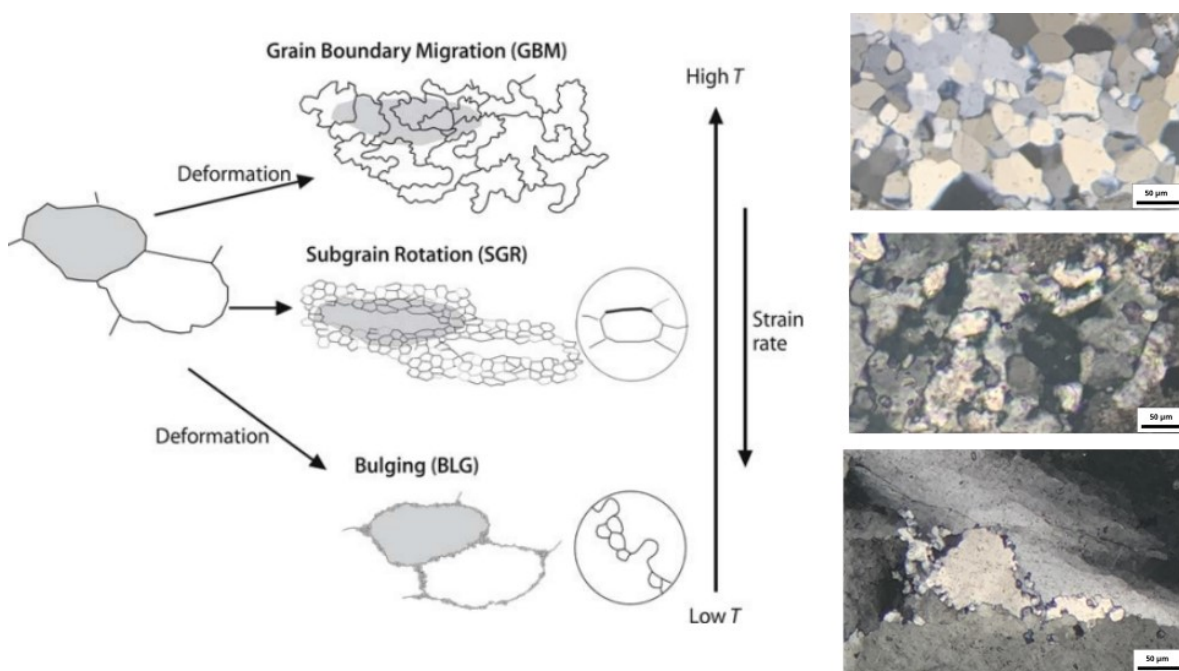 Grain Boundary Migration (GBM)
High T
Deformation
50 µm
Subgrain Rotation (SGR)
Strain
rate
Deformation
50 µm
Bulging (BLG)
Low T
50 µm